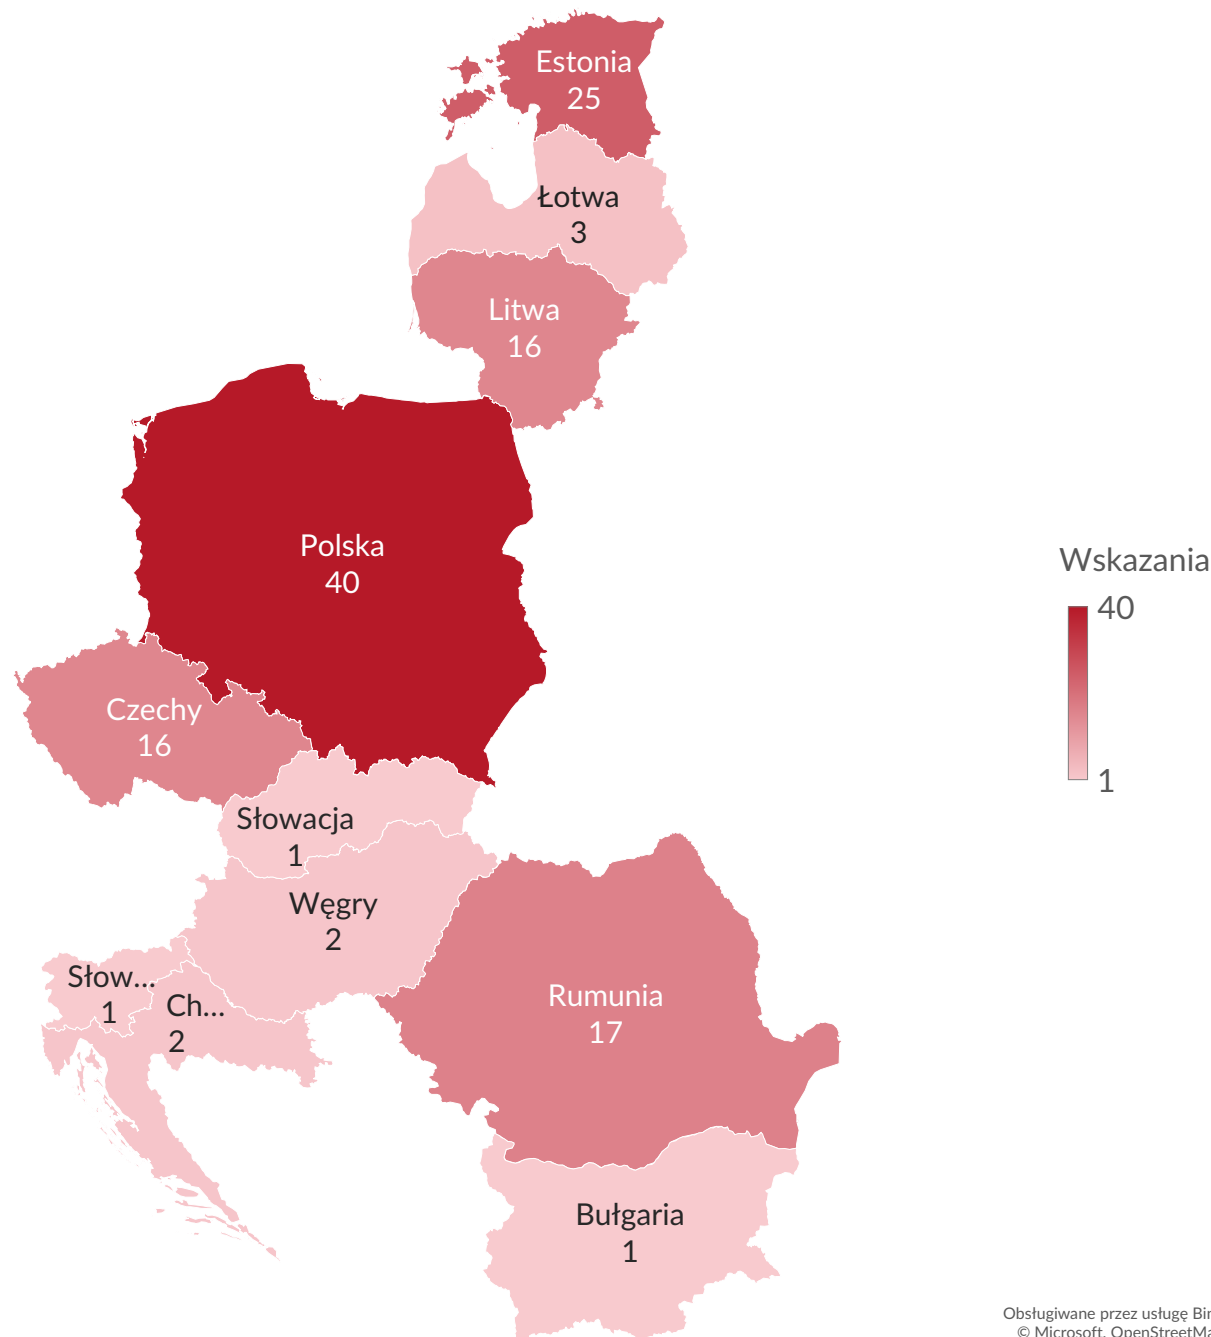 Estonia
25
Łotwa
3
Litwa
16
Polska
40
Wskazania
40
1
Czechy
16
Słowacja
1
Węgry
2
Słow...
1
Ch...
2
Rumunia
17
Bułgaria
1
Obsługiwane przez usługę Bin
© Microsoft, OpenStreetMa